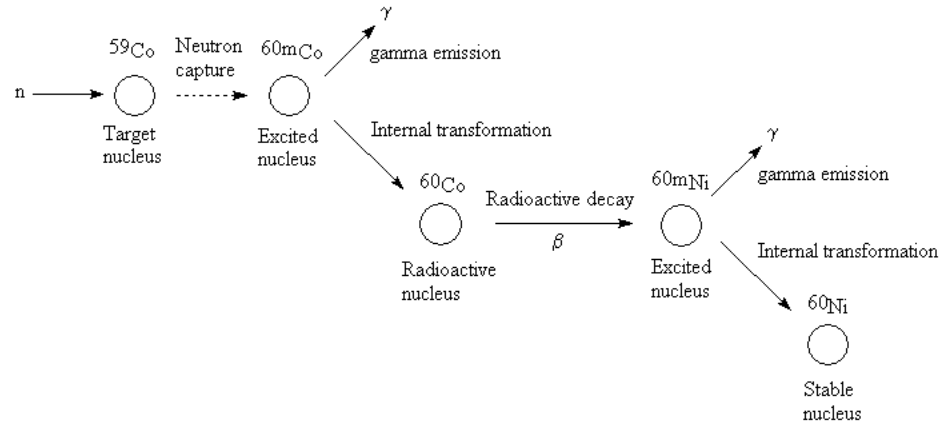 n
59Co
Target
nucleus
Neutron
capture
60mCo
Excited
nucleus
γ
gamma emission
Internal transformation
60Co
Radioactive
nucleus
Radioactive decay
β
60mNi
Excited
nucleus
γ
gamma emission
Internal transformation
60Ni
Stable
nucleus